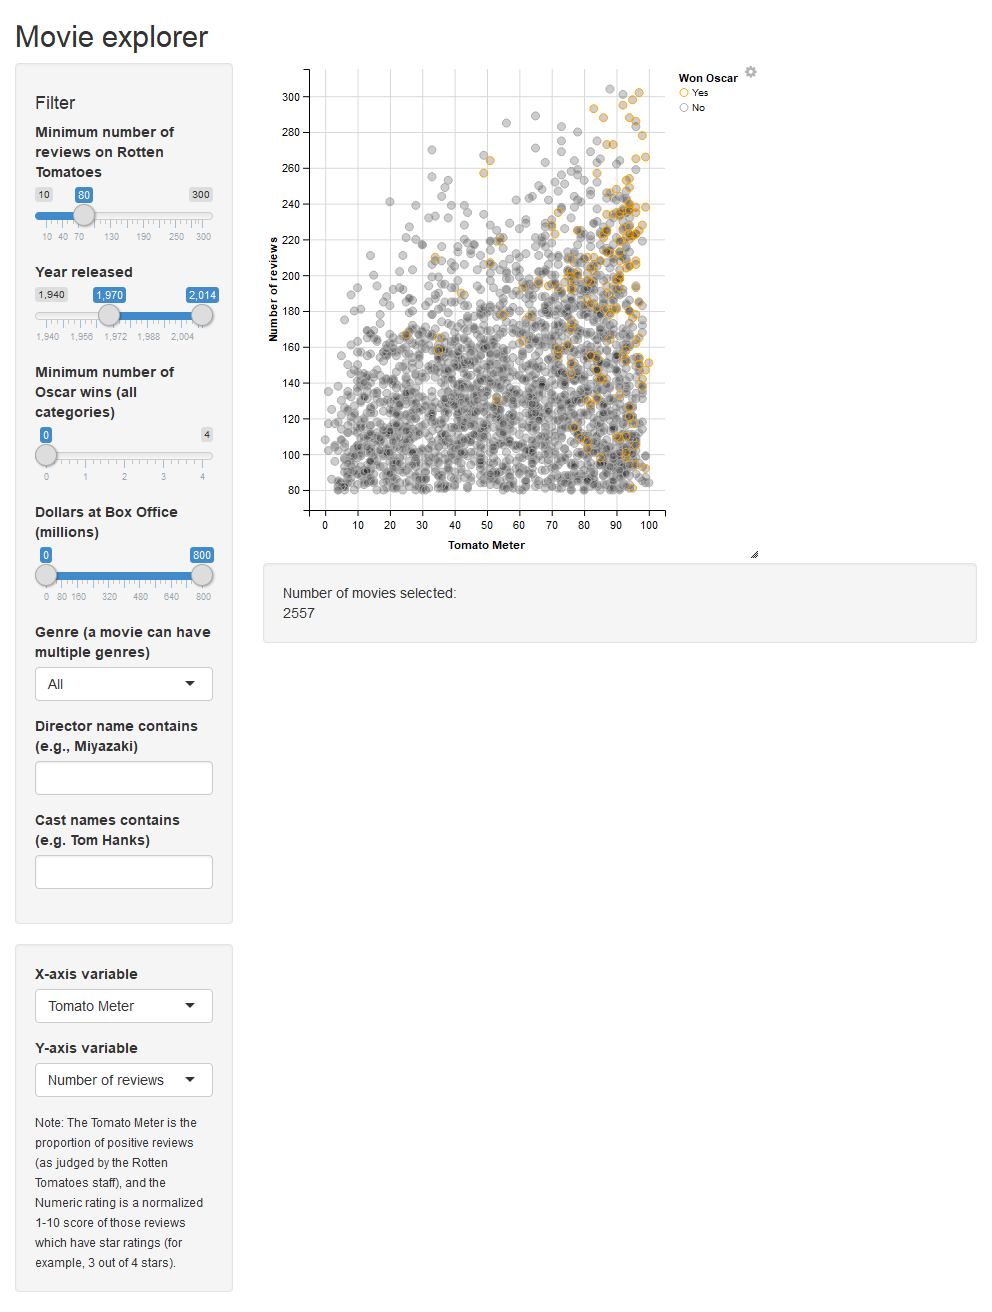 Movie explorer
Filter
Minimum number of
reviews on Rotten
Tomatoes
10 80 300
10 40 70 130 190 250 300
Year released
1,940 1,970 2,014
1,940 1,956 1,972 1,988 2,004
Minimum number of
Oscar wins (all
categories)
0 4
0 1 2 3 4
Dollars at Box Office
(millions)
0 800
0 80 160 320 480 640 800
Genre (a movie can have
multiple genres)
All
Director name contains
(e.g., Miyazaki)
Cast names contains
(e.g. Tom Hanks)
X-axis variable
Tomato Meter
Y-axis variable
Number of reviews
Note: The Tomato Meter is the
proportion of positive reviews
(as judged by the Rotten
Tomatoes staff), and the
Numeric rating is a normalized
1-10 score of those reviews
which have star ratings (for
example, 3 out of 4 stars).
Number of reviews
300
280
260
240
220
200
180
160
140
120
100
80
0 10 20 30 40 50 60 70 80 90 100
Tomato Meter
Won Oscar
Yes
No
Number of movies selected:
2557